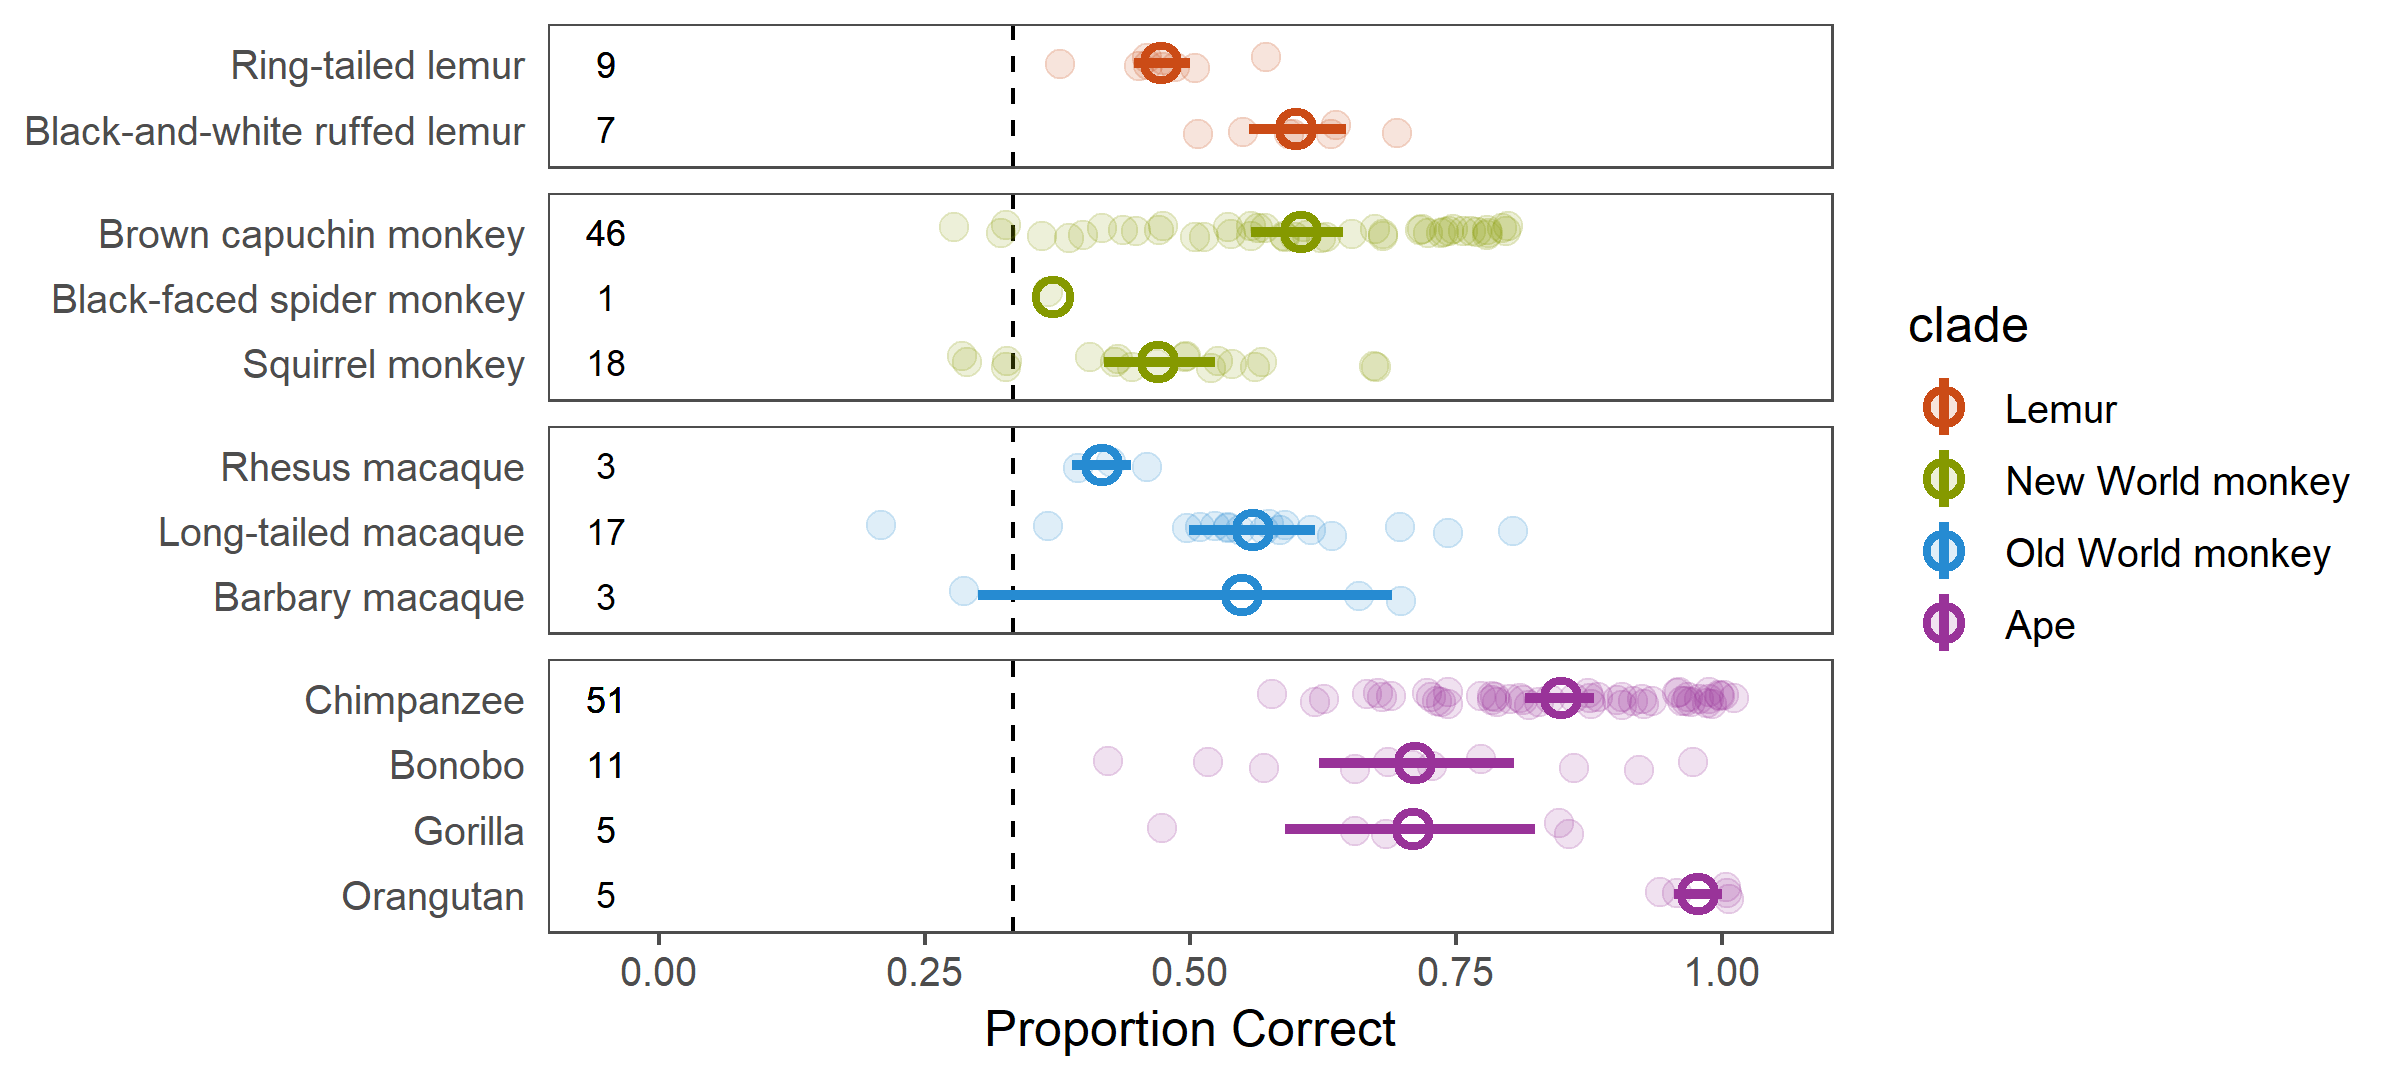 Ring-tailed lemur 9
Black-and-white ruffed lemur 7
Brown capuchin monkey 46
Black-faced spider monkey 1
Squirrel monkey 18
Rhesus macaque 3
Long-tailed macaque 17
Barbary macaque 3
Chimpanzee 51
Bonobo 11
Gorilla 5
Orangutan 5
0.00 0.25 0.50 0.75 1.00
Proportion Correct
clade
Lemur
New World monkey
Old World monkey
Ape